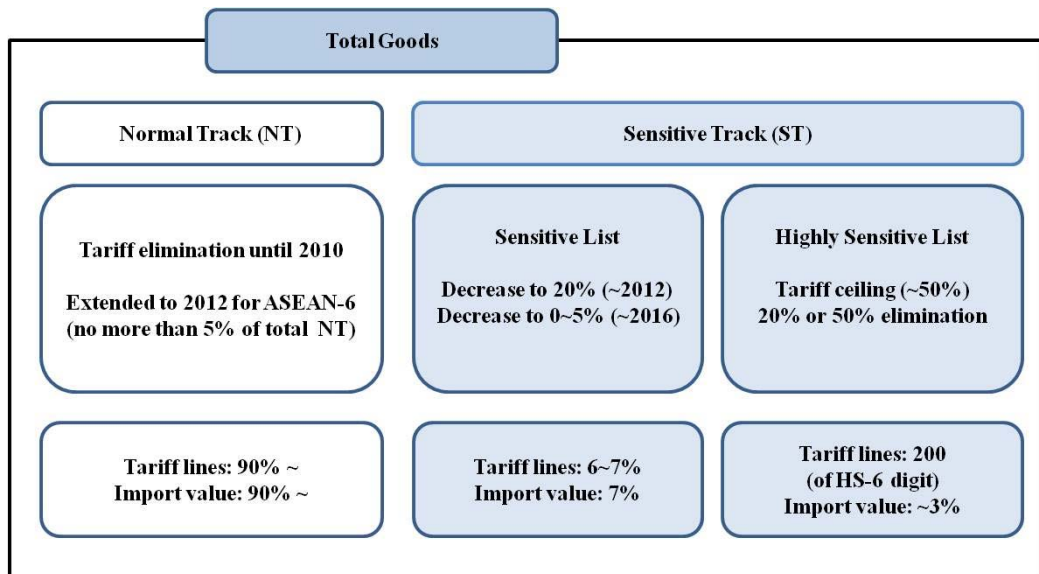 Total Goods
Normal Track (NT)
Sensitive Track (ST)
Tariff elimination until 2010
Extended to 2012 for ASEAN-6
(no more than 5% of total NT)
Sensitive List
Decrease to 20% (~2012)
Decrease to 0~5% (~2016)
Highly Sensitive List
Tariff ceiling (~50%)
20% or 50% elimination
Tariff lines: 90% ~
Import value: 90% ~
Tariff lines: 6~7%
Import value: 7%
Tariff lines: 200
(of HS-6 digit)
Import value: ~3%